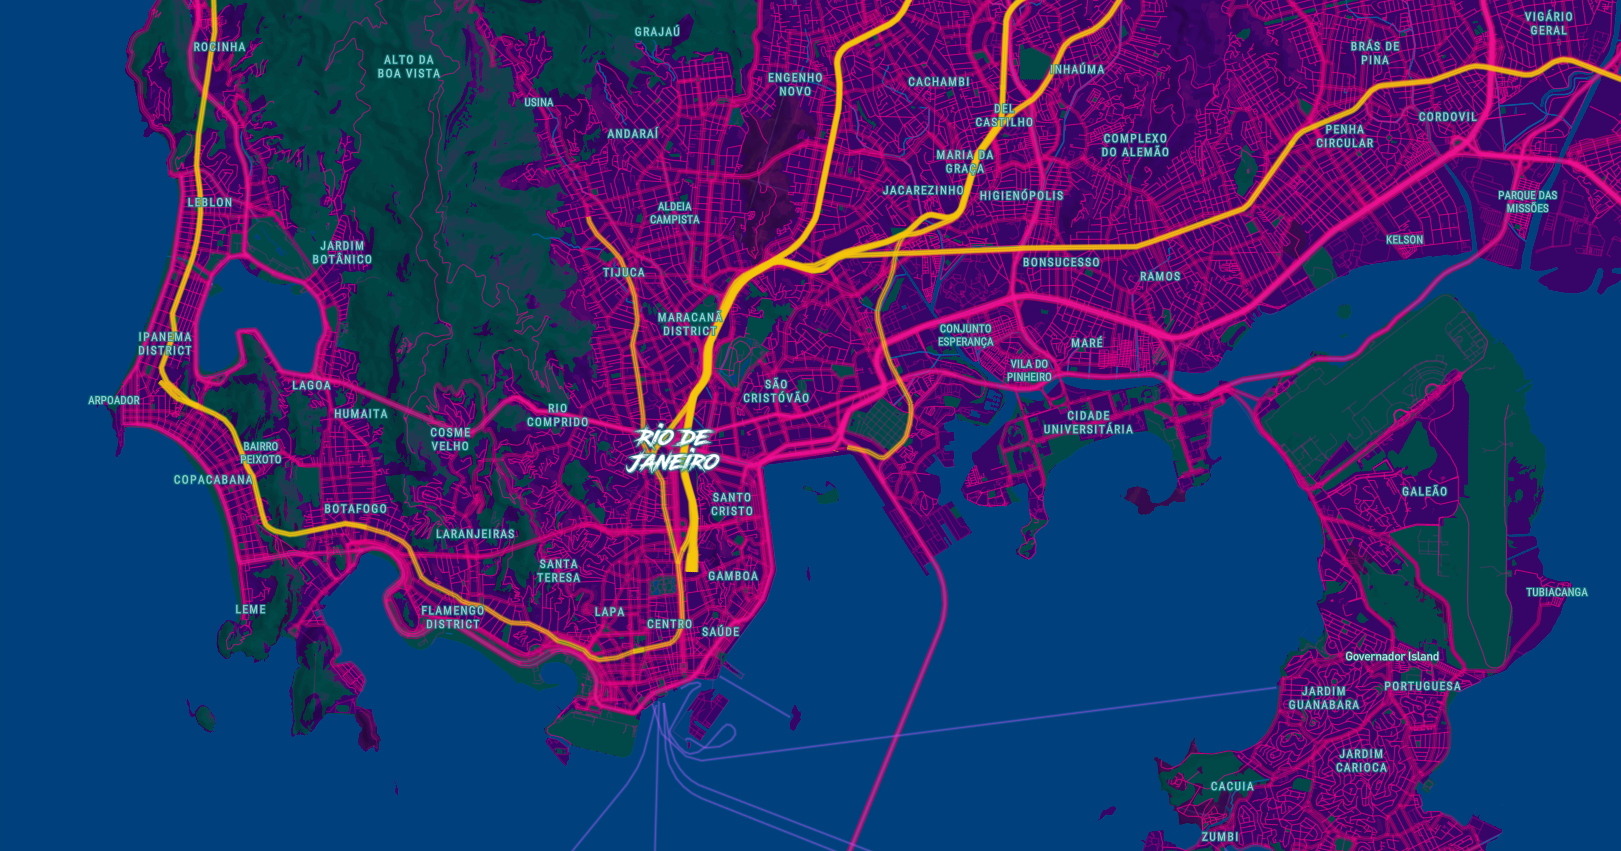 VIGÁRIO
GERAL
GRAJAÚ
ROCINHA
BRÁS DE
PINA
ALTO DA
BOA VISTA
INHAÚMA
ENGENHO
NOVO
CACHAMBI
USINA
DEL
CASTILHO
CORDOVIL
ANDARAÍ
PENHA
CIRCULAR
COMPLEXO
DO ALEMÃO
MARIA DA
GRAÇA
JACAREZINHO
HIGIENÓPOLIS
LEBLON
PARQUE DAS
MISSÕES
ALDEIA
CAMPISTA
KELSON
JARDIM
BOTÂNICO
BONSUCESSO
TIJUCA
RAMOS
MARACANÃ
DISTRICT
CONJUNTO
ESPERANÇA
IPANEMA
DISTRICT
MARÉ
VILA DO
PINHEIRO
LAGOA
SÃO
CRISTÓVÃO
ARPOADOR
HUMAITA
RIO
COMPRIDO
CIDADE
UNIVERSITÁRIA
COSME
VELHO
RIO DE
JANEIRO
BAIRRO
PEIXOTO
COPACABANA
GALEÃO
SANTO
CRISTO
BOTAFOGO
LARANJEIRAS
SANTA
TERESA
GAMBOA
TUBIACANGA
LEME
FLAMENGO
DISTRICT
LAPA
CENTRO
SAÚDE
Governador Island
PORTUGUESA
JARDIM
GUANABARA
JARDIM
CARIOCA
CACUIA
ZUMBI